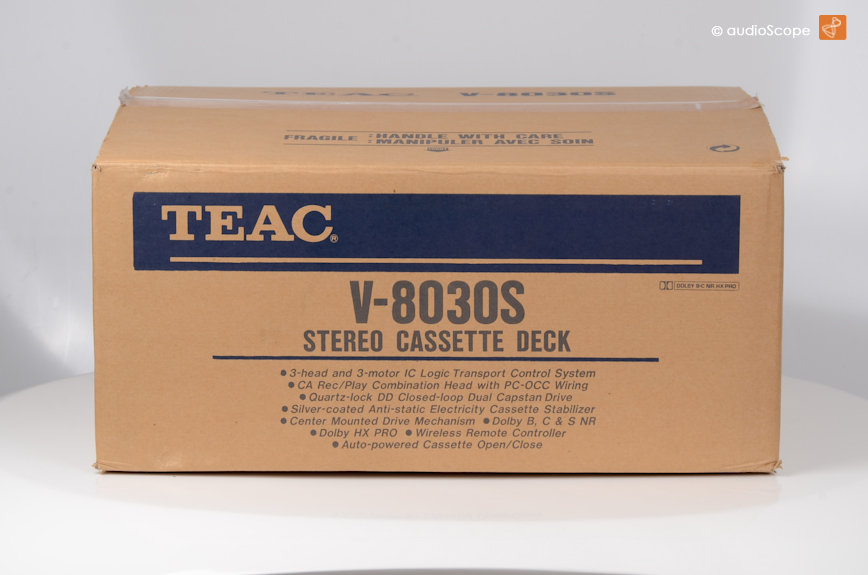 © audioScope
TEAC V-8030S
FRAGILE : HANDLE WITH CARE
: MANIPULER AVEC SOIN
TEAC®
DOLBY B·C NR HX PRO
V-8030S
STEREO CASSETTE DECK
● 3-head and 3-motor IC Logic Transport Control System
● CA Rec/Play Combination Head with PC-OCC Wiring
● Quartz-lock DD Closed-loop Dual Capstan Drive
● Silver-coated Anti-static Electricity Cassette Stabilizer
● Center Mounted Drive Mechanism ● Dolby B, C & S NR
● Dolby HX PRO ● Wireless Remote Controller
● Auto-powered Cassette Open/Close